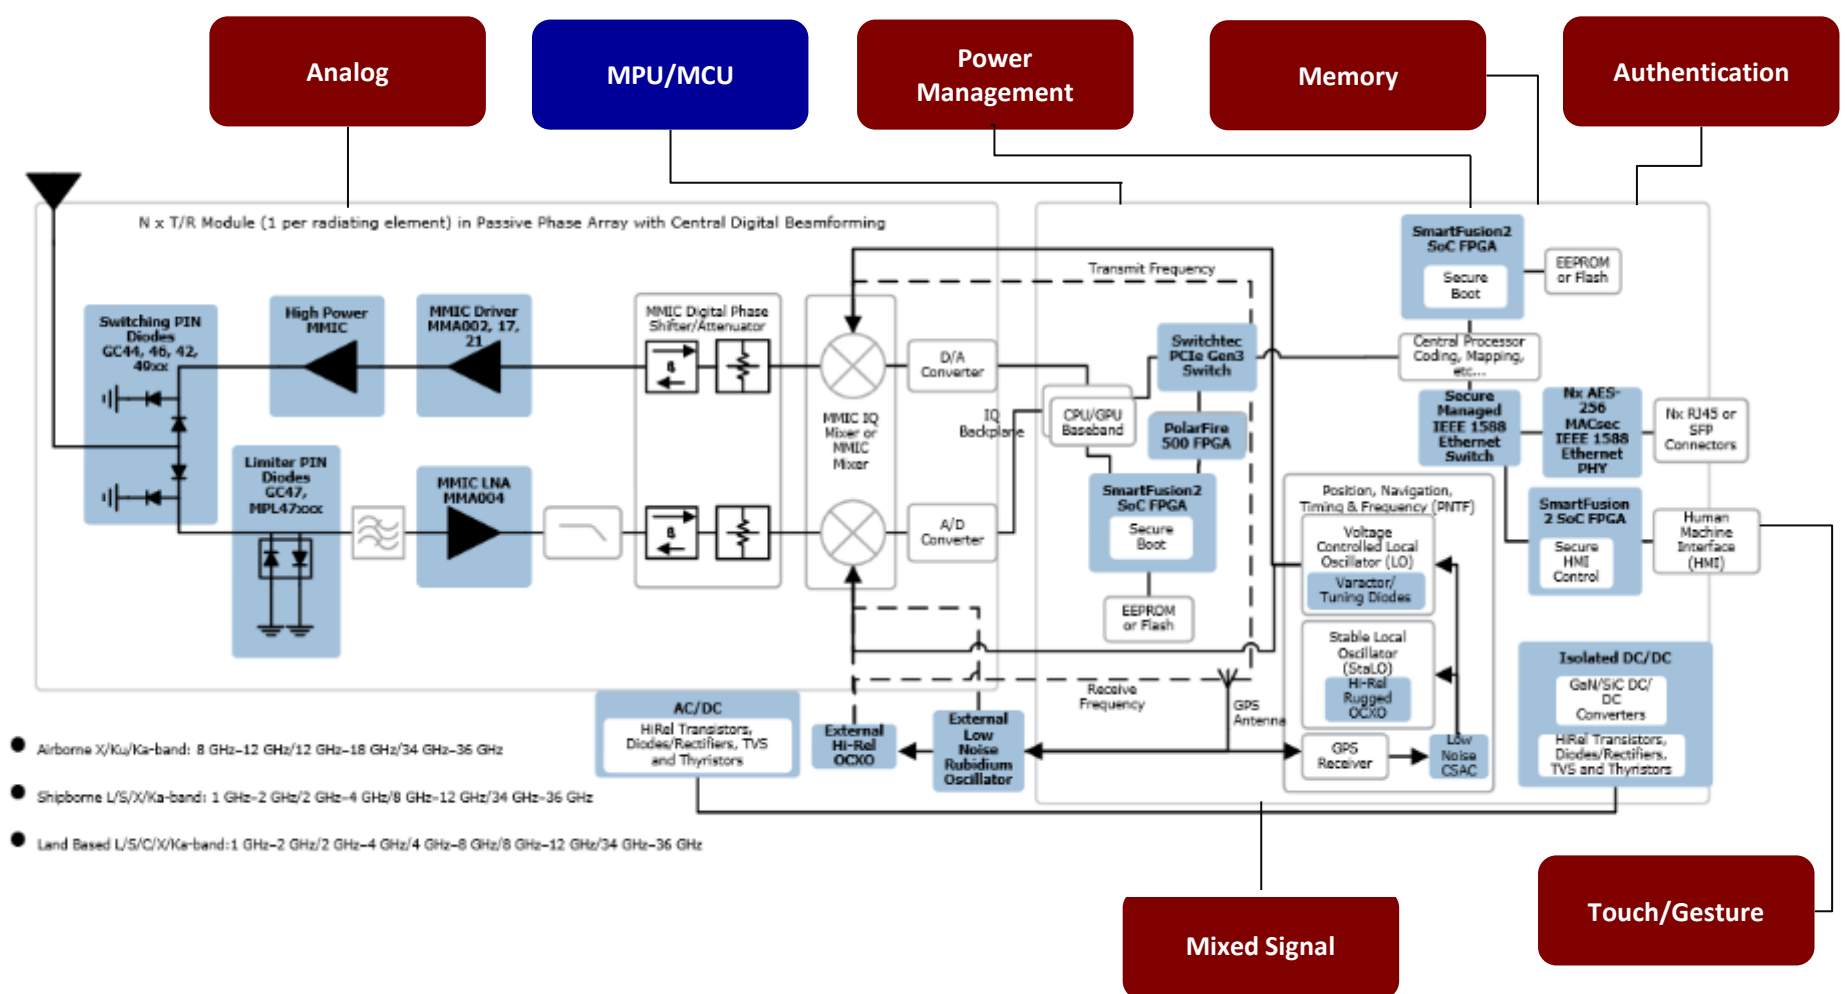 Analog
MPU/MCU
Power
Management
Memory
Authentication
N x T/R Module (1 per radiating element) in Passive Phase Array with Central Digital Beamforming
Switching PIN
Diodes
GC44, 46, 42,
49xx
High Power
MMIC
MMIC Driver
MMA002, 17,
21
MMIC Digital Phase
Shifter/Attenuator
Limiter PIN
Diodes
GC47,
MPL47xxx
MMIC LNA
MMA004
ß
ß
MMIC IQ
Mixer or
MMIC
Mixer
D/A
Converter
A/D
Converter
IQ
Backplane
Transmit Frequency
CPU/GPU
Baseband
Switchtec
PCIe Gen3
Switch
PolarFire
500 FPGA
SmartFusion2
SoC FPGA
Secure
Boot
EEPROM
or Flash
SmartFusion2
SoC FPGA
Secure
Boot
EEPROM
or Flash
Central Processor
Coding, Mapping,
etc...
Secure
Managed
IEEE 1588
Ethernet
Switch
Nx AES-
256
MACsec
IEEE 1588
Ethernet
PHY
Nx RJ45 or
SFP
Connectors
SmartFusion
2 SoC FPGA
Secure
HMI
Control
Human
Machine
Interface
(HMI)
Position, Navigation,
Timing & Frequency (PNTF)
Voltage
Controlled Local
Oscillator (LO)
Varactor/
Tuning Diodes
Stable Local
Oscillator
(StaLO)
Hi-Rel
Rugged
OCXO
GPS
Receiver
Low
Noise
CSAC
Receive
Frequency
GPS
Antenna
Isolated DC/DC
GaN/SiC DC/
DC
Converters
HiRel Transistors,
Diodes/Rectifiers,
TVS and Thyristors
AC/DC
HiRel Transistors,
Diodes/Rectifiers, TVS
and Thyristors
External
Hi-Rel
OCXO
External
Low
Noise
Rubidium
Oscillator
● Airborne X/Ku/Ka-band: 8 GHz–12 GHz/12 GHz–18 GHz/34 GHz–36 GHz
● Shipborne L/S/X/Ka-band: 1 GHz–2 GHz/2 GHz–4 GHz/8 GHz–12 GHz/34 GHz–36 GHz
● Land Based L/S/C/X/Ka-band:1 GHz–2 GHz/2 GHz–4 GHz/4 GHz–8 GHz/8 GHz–12 GHz/34 GHz–36 GHz
Mixed Signal
Touch/Gesture